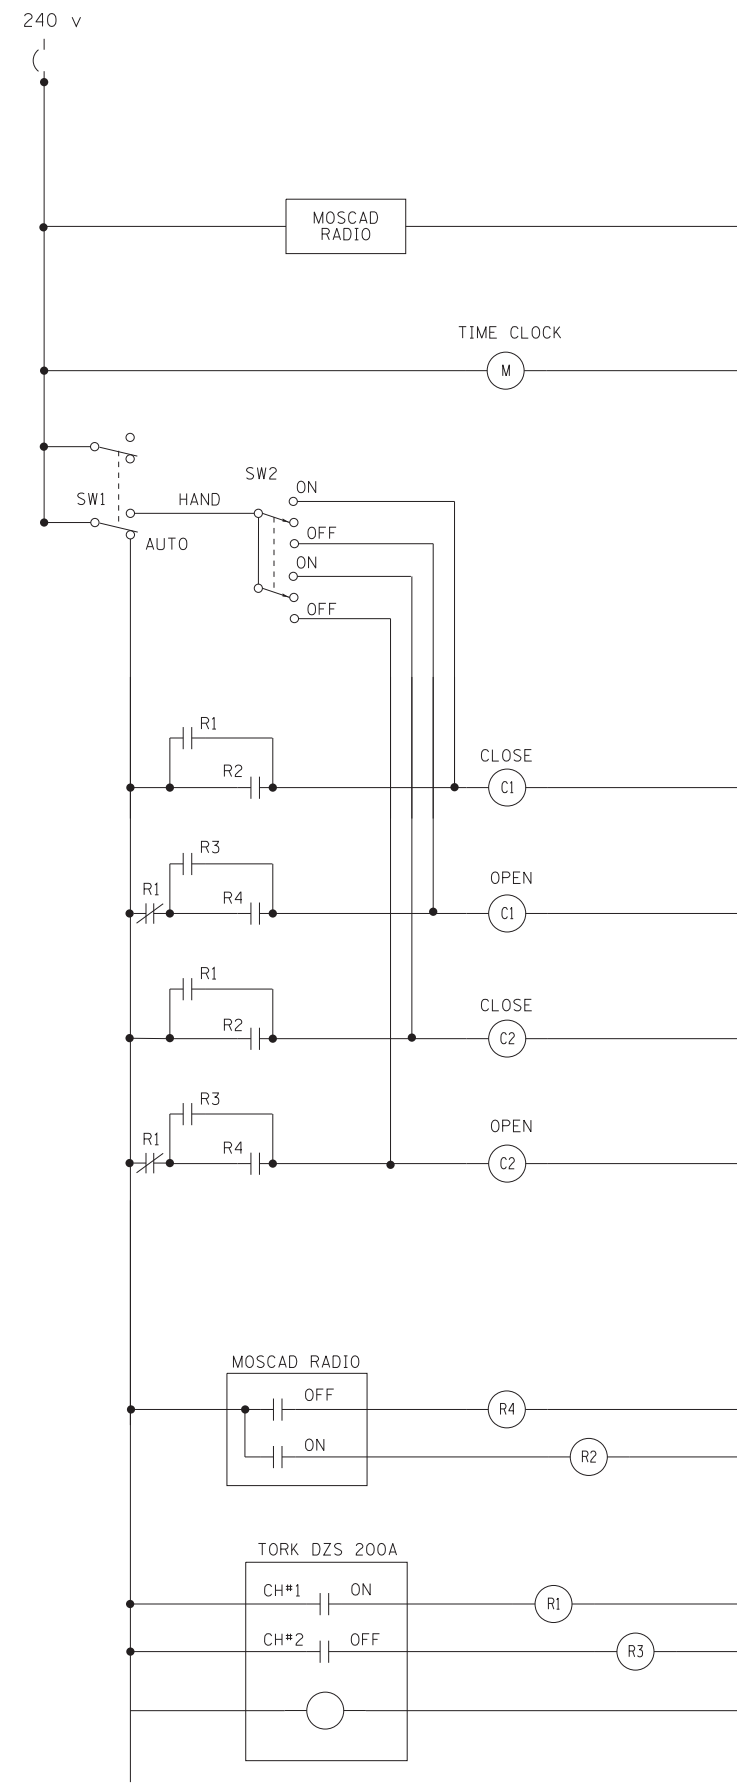 240 v
MOSCAD
RADIO
TIME CLOCK
M
SW2
ON
SW1
HAND
OFF
AUTO
ON
OFF
R1
CLOSE
R2
C1
R3
OPEN
R1
R4
C1
R1
CLOSE
R2
C2
R3
OPEN
R1
R4
C2
MOSCAD RADIO
OFF
R4
ON
R2
TORK DZS 200A
CH#1 ON
R1
CH#2 OFF
R3